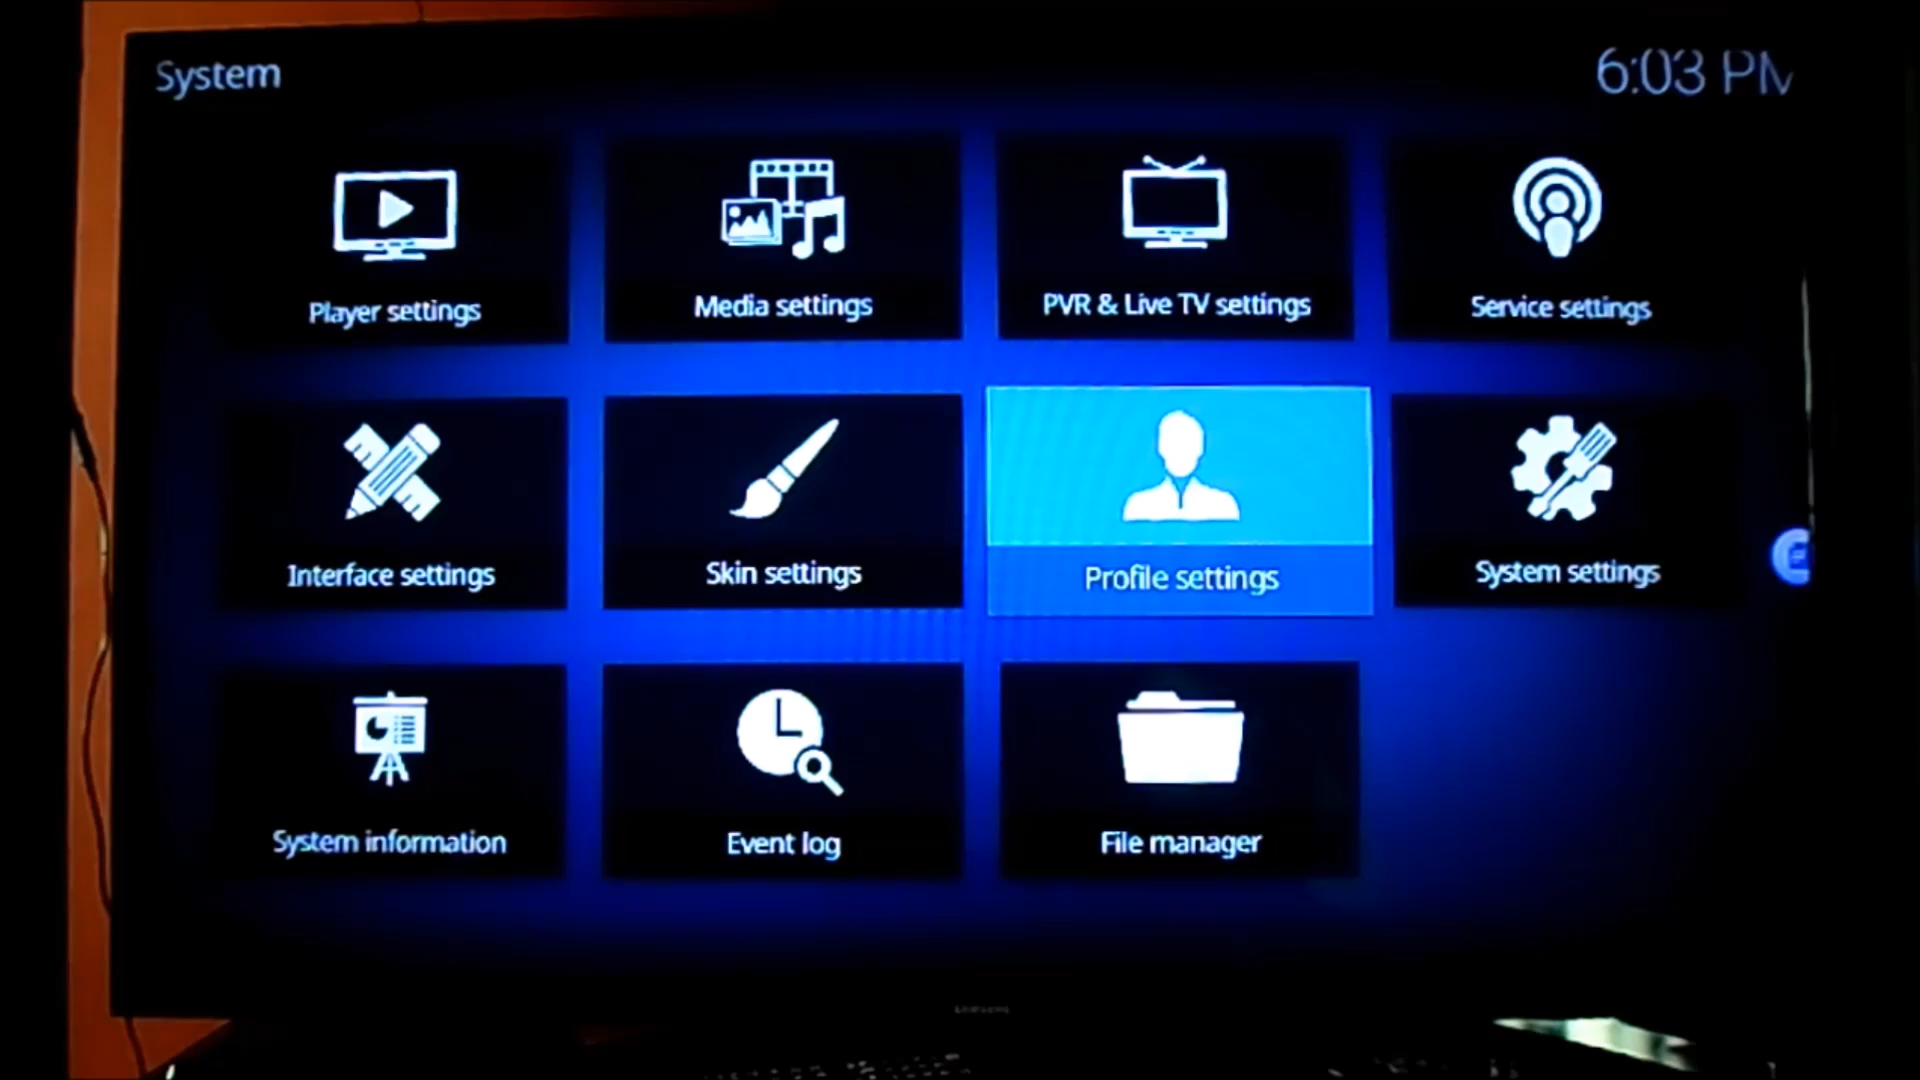 System
6:03 PM
Player settings
Media settings
PVR & Live TV settings
Service settings
Interface settings
Skin settings
Profile settings
System settings
System information
Event log
File manager
SAMSUNG